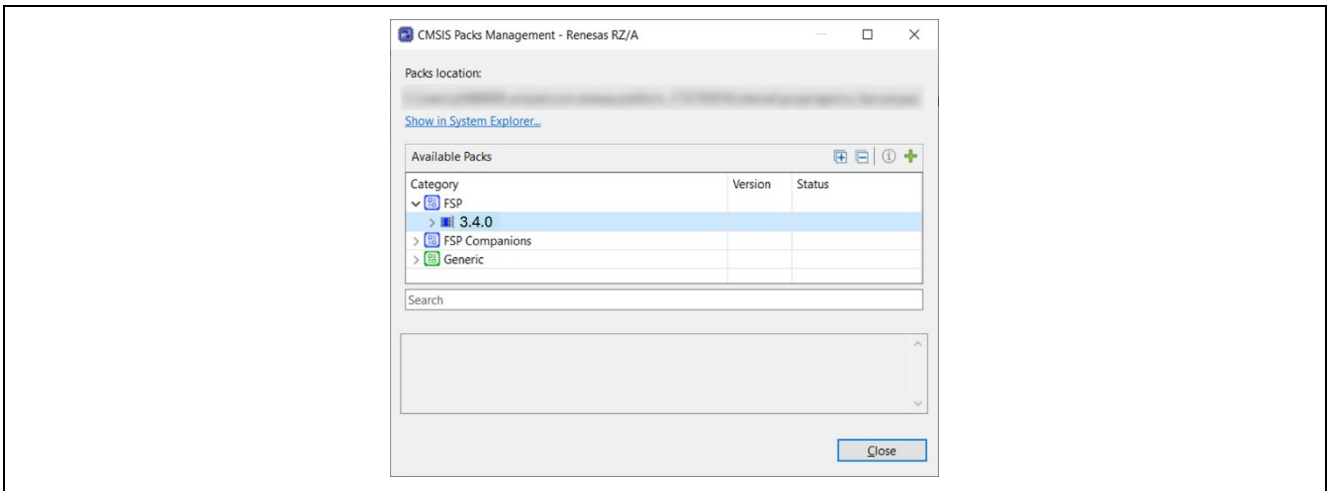 CMSIS Packs Management - Renesas RZ/A
Packs location:
Show in System Explorer...
Available Packs
Category Version Status
FSP
3.4.0
FSP Companions
Generic
Search
Close